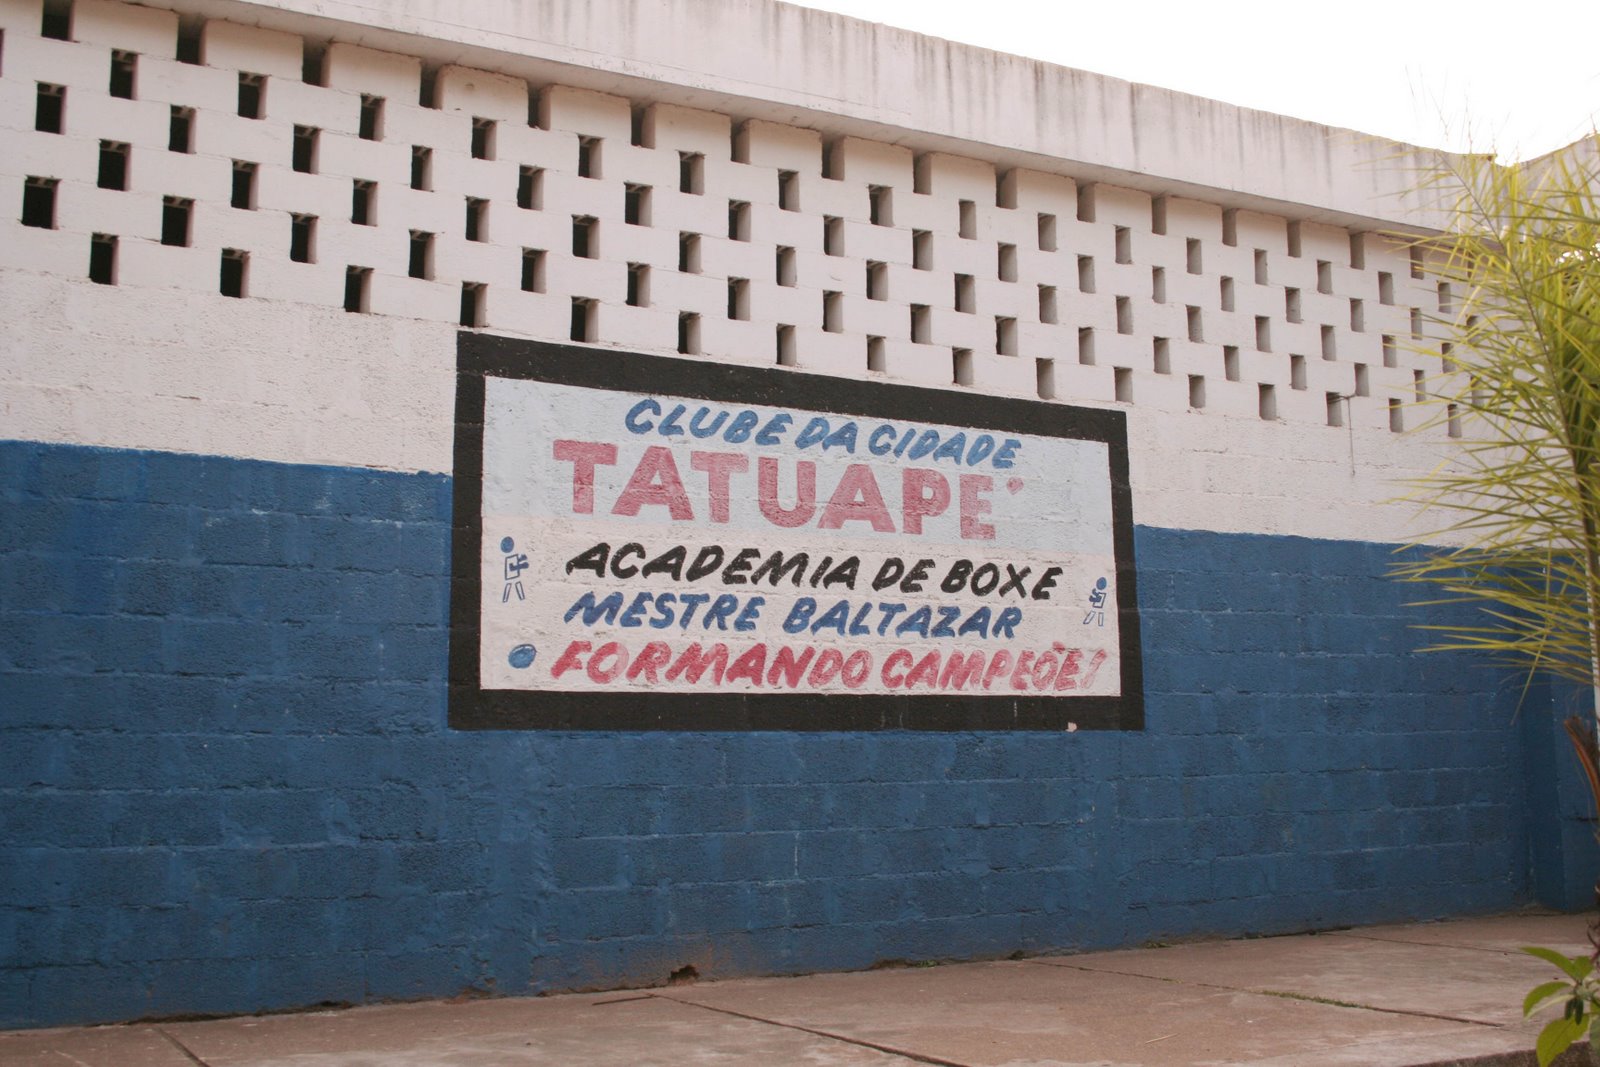 CLUBE DA CIDADE
TATUAPE'
ACADEMIA DE BOXE
MESTRE BALTAZAR
FORMANDO CAMPEÕES